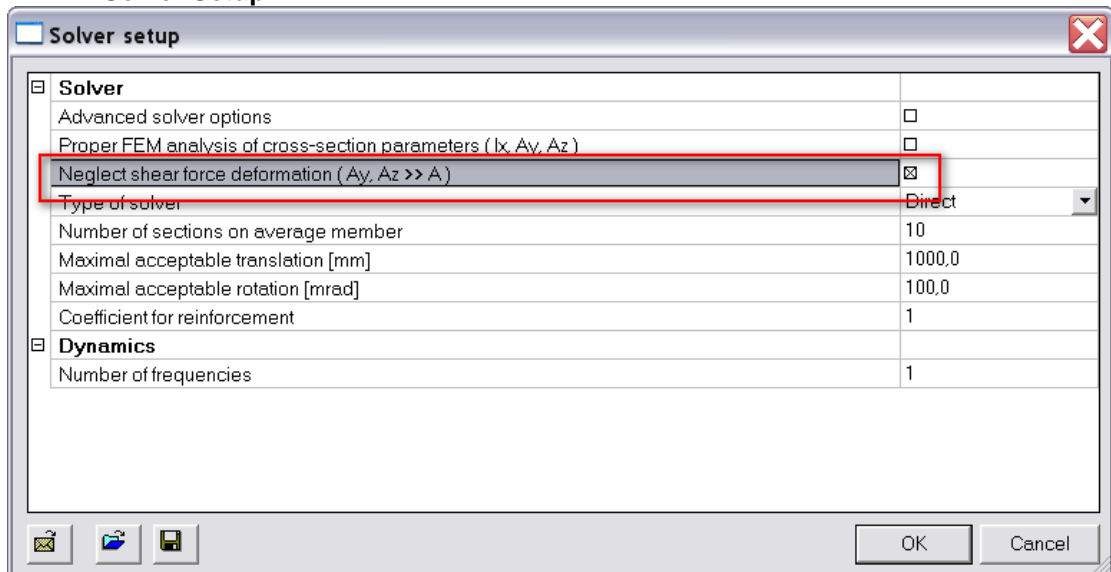 Solver setup
Solver
Advanced solver options
Proper FEM analysis of cross-section parameters ( Ix, Ay, Az )
Neglect shear force deformation ( Ay, Az >> A )
Type of solver Direct
Number of sections on average member 10
Maximal acceptable translation [mm] 1000,0
Maximal acceptable rotation [mrad] 100,0
Coefficient for reinforcement 1
Dynamics
Number of frequencies 1
OK Cancel